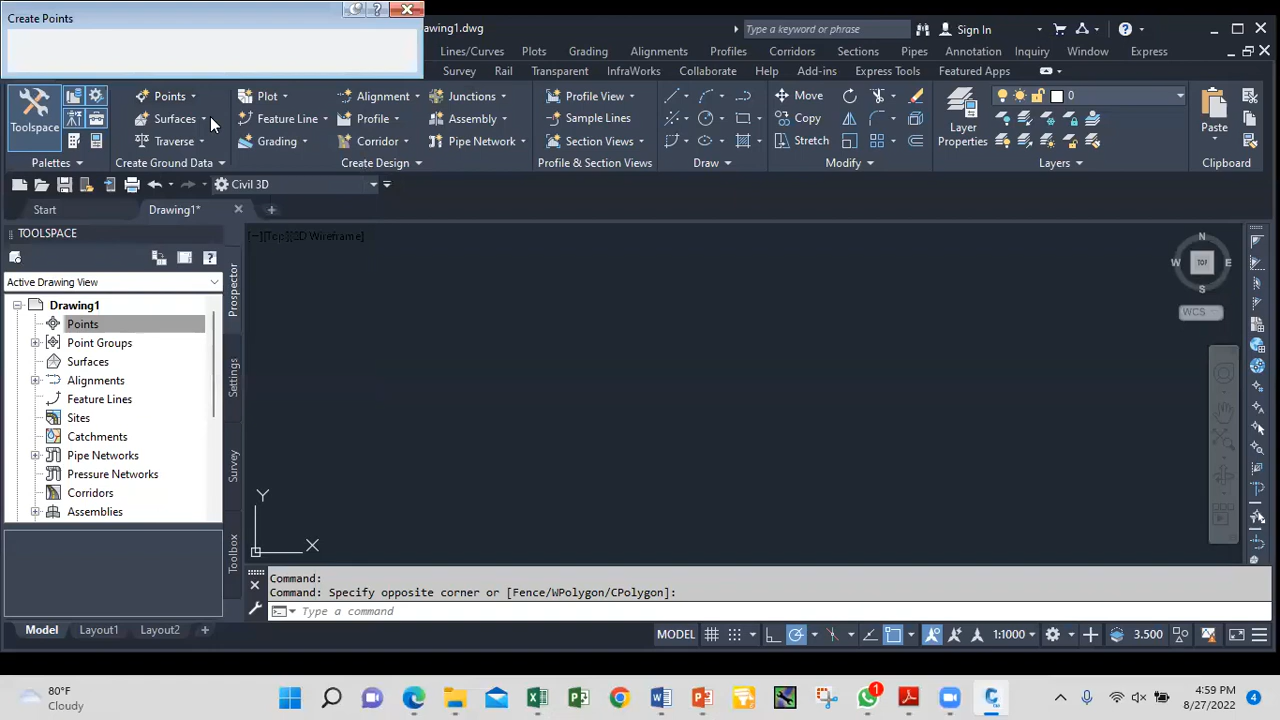 Create Points
?
awing1.dwg
Type a keyword or phrase
Sign In
Lines/Curves Plots Grading Alignments Profiles Corridors Sections Pipes Annotation Inquiry Window Express
Survey Rail Transparent InfraWorks Collaborate Help Add-ins Express Tools Featured Apps
Toolspace
Points
Surfaces
Traverse
Plot
Feature Line
Grading
Alignment
Profile
Corridor
Junctions
Assembly
Pipe Network
Profile View
Sample Lines
Section Views
Move
Copy
Stretch
Layer
Properties
0
Paste
Palettes
Create Ground Data
Create Design
Profile & Section Views
Draw
Modify
Layers
Clipboard
Civil 3D
Start
Drawing1*
TOOLSPACE
[−][Top][3D Wireframe]
Active Drawing View
Drawing1
Points
Point Groups
Surfaces
Alignments
Feature Lines
Sites
Catchments
Pipe Networks
Pressure Networks
Corridors
Assemblies
Prospector
Settings
Survey
Toolbox
N
W TOP E
S
WCS
Y
X
Command:
Command: Specify opposite corner or [Fence/WPolygon/CPolygon]:
Type a command
Model Layout1 Layout2 +
MODEL
1:1000
3.500
80°F
Cloudy
1
4:59 PM
8/27/2022
4